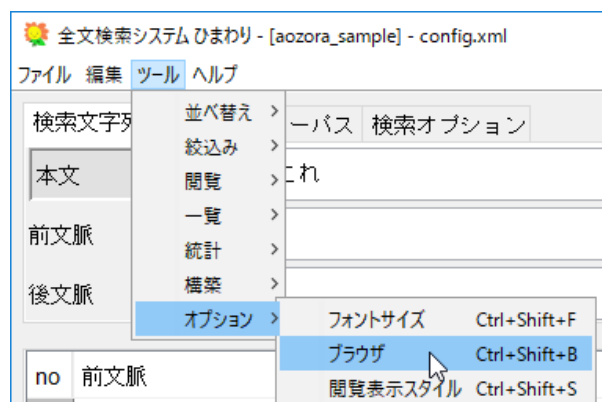 全文検索システム ひまわり - [aozora_sample] - config.xml
ファイル 編集 ツール ヘルプ
検索文字列 ーパス 検索オプション
並べ替え >
絞込み >
本文 これ
閲覧 >
一覧 >
前文脈
統計 >
構築 >
後文脈
オプション >
フォントサイズ Ctrl+Shift+F
ブラウザ Ctrl+Shift+B
閲覧表示スタイル Ctrl+Shift+S
no 前文脈